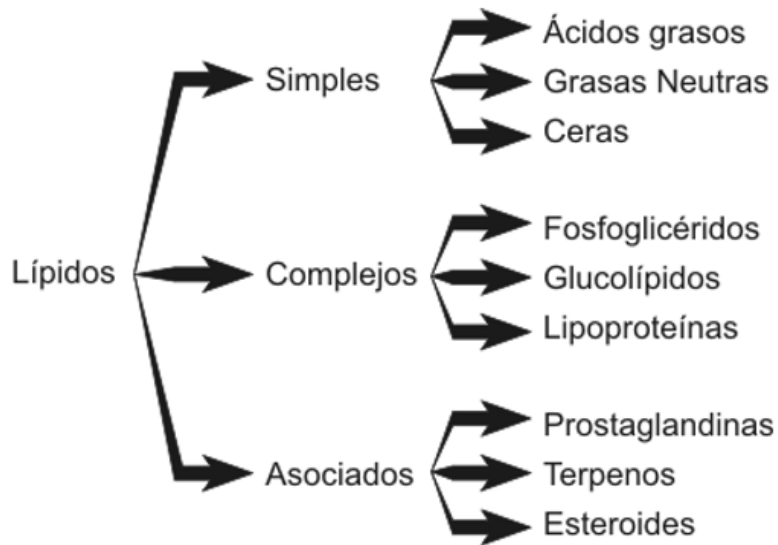 Lípidos
Simples
Ácidos grasos
Grasas Neutras
Ceras
Complejos
Fosfoglicéridos
Glucolípidos
Lipoproteínas
Asociados
Prostaglandinas
Terpenos
Esteroides